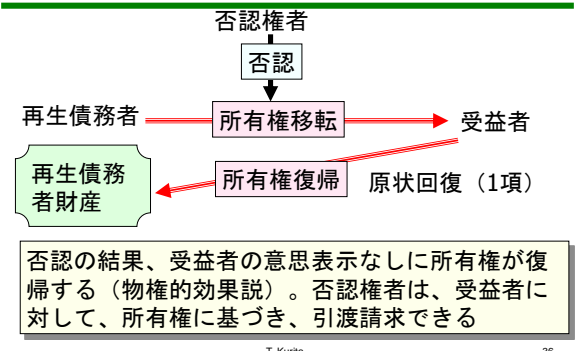 否認権者
否認
再生債務者
所有権移転
受益者
再生債務
者財産
所有権復帰
原状回復（1項）
否認の結果、受益者の意思表示なしに所有権が復
帰する（物権的効果説）。否認権者は、受益者に
対して、所有権に基づき、引渡請求できる